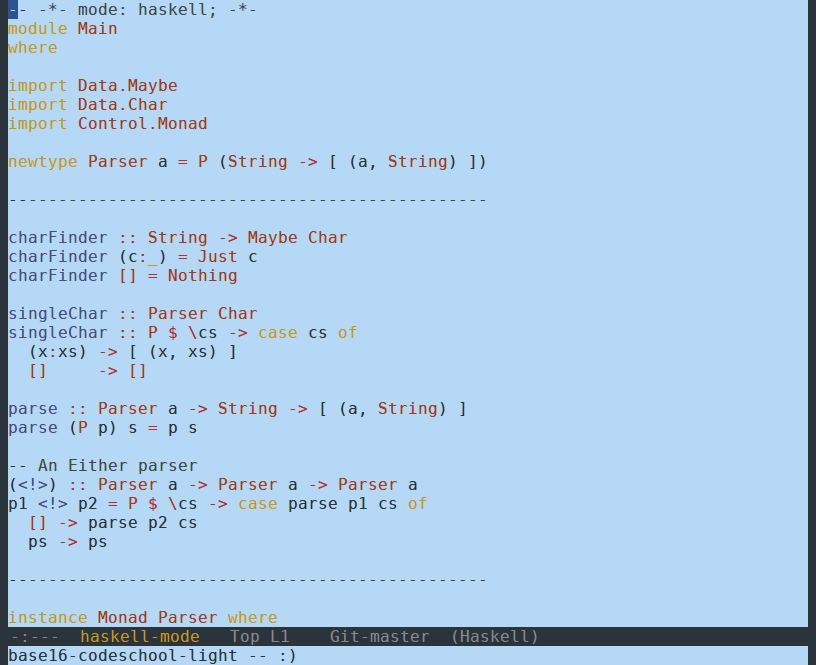 -- -*- mode: haskell; -*-
module Main
where

import Data.Maybe
import Data.Char
import Control.Monad

newtype Parser a = P (String -> [ (a, String) ])

------------------------------------------------

charFinder :: String -> Maybe Char
charFinder (c:_) = Just c
charFinder [] = Nothing

singleChar :: Parser Char
singleChar :: P $ \cs -> case cs of
  (x:xs) -> [ (x, xs) ]
  []     -> []

parse :: Parser a -> String -> [ (a, String) ]
parse (P p) s = p s

-- An Either parser
(<!>) :: Parser a -> Parser a -> Parser a
p1 <!> p2 = P $ \cs -> case parse p1 cs of
  [] -> parse p2 cs
  ps -> ps

------------------------------------------------

instance Monad Parser where
-:---  haskell-mode   Top L1    Git-master  (Haskell)
base16-codeschool-light -- :)